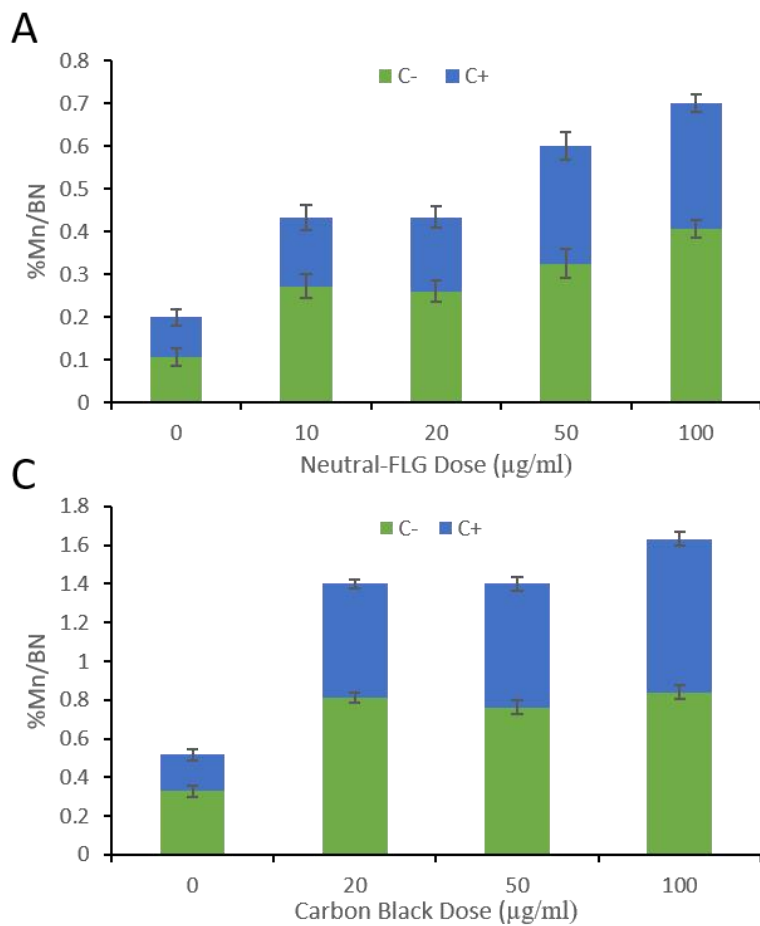 A
0.8
0.7
0.6
0.5
0.4
0.3
0.2
0.1
0
%Mn/BN
C- C+
0 10 20 50 100
Neutral-FLG Dose (µg/ml)
C
1.8
1.6
1.4
1.2
1
0.8
0.6
0.4
0.2
0
%Mn/BN
C- C+
0 20 50 100
Carbon Black Dose (µg/ml)